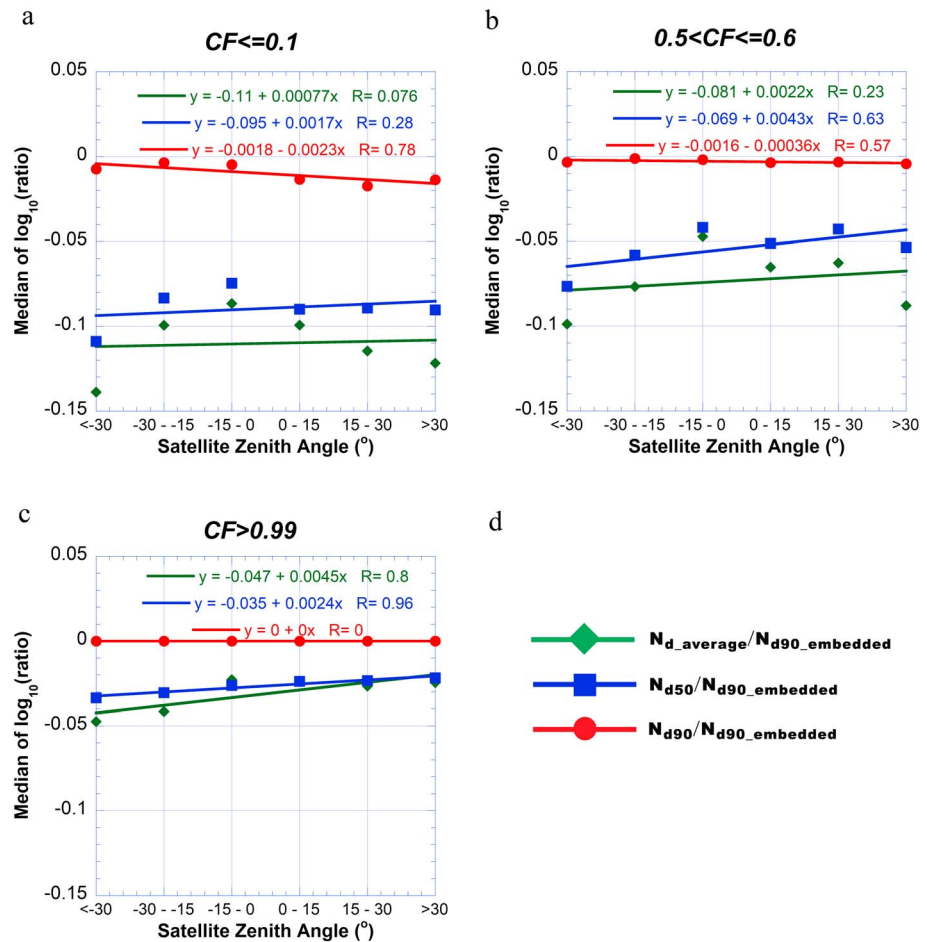 a
CF<=0.1
0.05
0
-0.05
-0.1
-0.15
Median of log10(ratio)
y = -0.11 + 0.00077x R= 0.076
y = -0.095 + 0.0017x R= 0.28
y = -0.0018 - 0.0023x R= 0.78
<-30 -30 - -15 -15 - 0 0 - 15 15 - 30 >30
Satellite Zenith Angle (o)
b
0.5<CF<=0.6
0.05
0
-0.05
-0.1
-0.15
Median of log10(ratio)
y = -0.081 + 0.0022x R= 0.23
y = -0.069 + 0.0043x R= 0.63
y = -0.0016 - 0.00036x R= 0.57
<-30 -30 - -15 -15 - 0 0 - 15 15 - 30 >30
Satellite Zenith Angle (o)
c
CF>0.99
0.05
0
-0.05
-0.1
-0.15
Median of log10(ratio)
y = -0.047 + 0.0045x R= 0.8
y = -0.035 + 0.0024x R= 0.96
y = 0 + 0x R= 0
<-30 -30 - -15 -15 - 0 0 - 15 15 - 30 >30
Satellite Zenith Angle (o)
d
Nd_average/Nd90_embedded
Nd50/Nd90_embedded
Nd90/Nd90_embedded